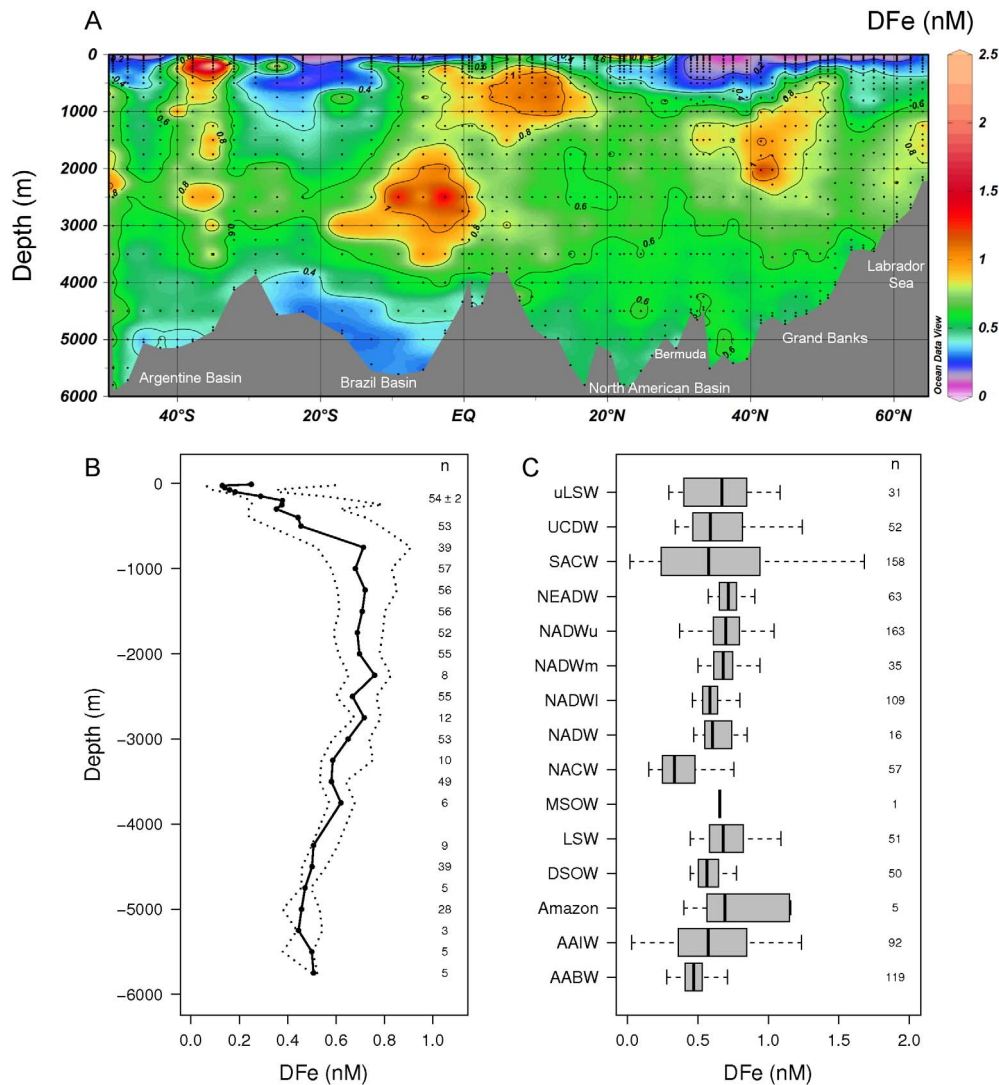 A
DFe (nM)
0
1000
2000
3000
4000
5000
6000
Depth (m)
40°S
20°S
EQ
20°N
40°N
60°N
Argentine Basin
Brazil Basin
North American Basin
Bermuda
Grand Banks
Labrador
Sea
Ocean Data View
2.5
2
1.5
1
0.5
0
B
n
0
−1000
−2000
−3000
−4000
−5000
−6000
Depth (m)
54 ± 2
53
39
57
56
56
52
55
8
55
12
53
10
49
6
9
39
5
28
3
5
5
0.0 0.2 0.4 0.6 0.8 1.0
DFe (nM)
C
n
uLSW 31
UCDW 52
SACW 158
NEADW 63
NADWu 163
NADWm 35
NADWl 109
NADW 16
NACW 57
MSOW 1
LSW 51
DSOW 50
Amazon 5
AAIW 92
AABW 119
0.0 0.5 1.0 1.5 2.0
DFe (nM)